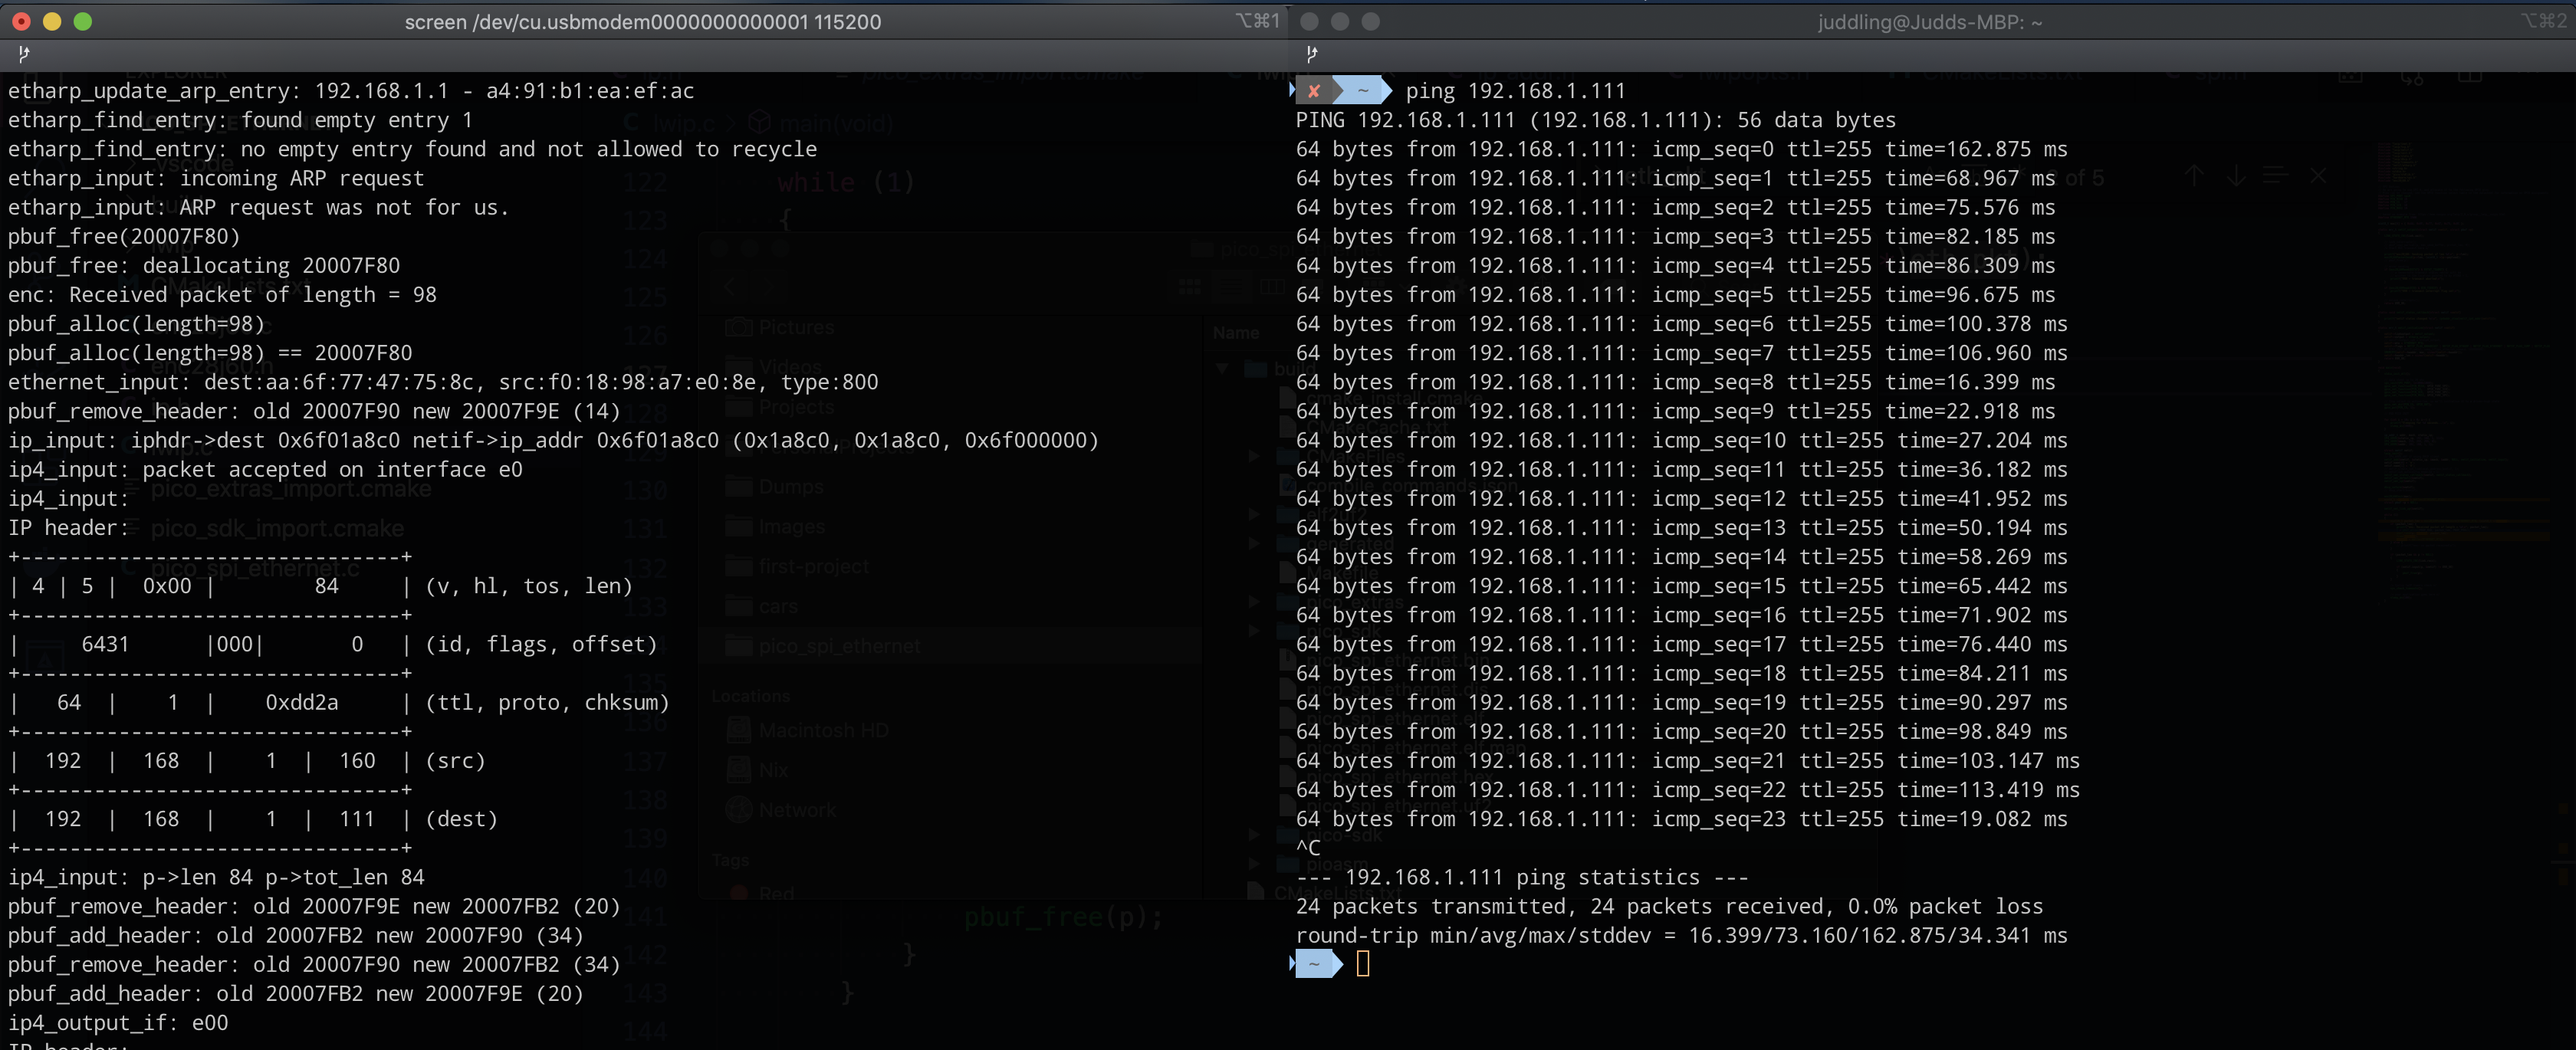 screen /dev/cu.usbmodem0000000000001 115200
⌥⌘1
etharp_update_arp_entry: 192.168.1.1 - a4:91:b1:ea:ef:ac
etharp_find_entry: found empty entry 1
etharp_find_entry: no empty entry found and not allowed to recycle
etharp_input: incoming ARP request
etharp_input: ARP request was not for us.
pbuf_free(20007F80)
pbuf_free: deallocating 20007F80
enc: Received packet of length = 98
pbuf_alloc(length=98)
pbuf_alloc(length=98) == 20007F80
ethernet_input: dest:aa:6f:77:47:75:8c, src:f0:18:98:a7:e0:8e, type:800
pbuf_remove_header: old 20007F90 new 20007F9E (14)
ip_input: iphdr->dest 0x6f01a8c0 netif->ip_addr 0x6f01a8c0 (0x1a8c0, 0x1a8c0, 0x6f000000)
ip4_input: packet accepted on interface e0
ip4_input:
IP header:
+-------------------------------+
| 4 | 5 |  0x00 |        84     | (v, hl, tos, len)
+-------------------------------+
|     6431      |000|       0   | (id, flags, offset)
+-------------------------------+
|   64  |    1  |    0xdd2a     | (ttl, proto, chksum)
+-------------------------------+
|  192  |  168  |    1  |  160  | (src)
+-------------------------------+
|  192  |  168  |    1  |  111  | (dest)
+-------------------------------+
ip4_input: p->len 84 p->tot_len 84
pbuf_remove_header: old 20007F9E new 20007FB2 (20)
pbuf_add_header: old 20007FB2 new 20007F90 (34)
pbuf_remove_header: old 20007F90 new 20007FB2 (34)
pbuf_add_header: old 20007FB2 new 20007F9E (20)
ip4_output_if: e00
IP header:
juddling@Judds-MBP: ~
⌥⌘2
✘ ~ ping 192.168.1.111
PING 192.168.1.111 (192.168.1.111): 56 data bytes
64 bytes from 192.168.1.111: icmp_seq=0 ttl=255 time=162.875 ms
64 bytes from 192.168.1.111: icmp_seq=1 ttl=255 time=68.967 ms
64 bytes from 192.168.1.111: icmp_seq=2 ttl=255 time=75.576 ms
64 bytes from 192.168.1.111: icmp_seq=3 ttl=255 time=82.185 ms
64 bytes from 192.168.1.111: icmp_seq=4 ttl=255 time=86.309 ms
64 bytes from 192.168.1.111: icmp_seq=5 ttl=255 time=96.675 ms
64 bytes from 192.168.1.111: icmp_seq=6 ttl=255 time=100.378 ms
64 bytes from 192.168.1.111: icmp_seq=7 ttl=255 time=106.960 ms
64 bytes from 192.168.1.111: icmp_seq=8 ttl=255 time=16.399 ms
64 bytes from 192.168.1.111: icmp_seq=9 ttl=255 time=22.918 ms
64 bytes from 192.168.1.111: icmp_seq=10 ttl=255 time=27.204 ms
64 bytes from 192.168.1.111: icmp_seq=11 ttl=255 time=36.182 ms
64 bytes from 192.168.1.111: icmp_seq=12 ttl=255 time=41.952 ms
64 bytes from 192.168.1.111: icmp_seq=13 ttl=255 time=50.194 ms
64 bytes from 192.168.1.111: icmp_seq=14 ttl=255 time=58.269 ms
64 bytes from 192.168.1.111: icmp_seq=15 ttl=255 time=65.442 ms
64 bytes from 192.168.1.111: icmp_seq=16 ttl=255 time=71.902 ms
64 bytes from 192.168.1.111: icmp_seq=17 ttl=255 time=76.440 ms
64 bytes from 192.168.1.111: icmp_seq=18 ttl=255 time=84.211 ms
64 bytes from 192.168.1.111: icmp_seq=19 ttl=255 time=90.297 ms
64 bytes from 192.168.1.111: icmp_seq=20 ttl=255 time=98.849 ms
64 bytes from 192.168.1.111: icmp_seq=21 ttl=255 time=103.147 ms
64 bytes from 192.168.1.111: icmp_seq=22 ttl=255 time=113.419 ms
64 bytes from 192.168.1.111: icmp_seq=23 ttl=255 time=19.082 ms
^C
--- 192.168.1.111 ping statistics ---
24 packets transmitted, 24 packets received, 0.0% packet loss
round-trip min/avg/max/stddev = 16.399/73.160/162.875/34.341 ms
~